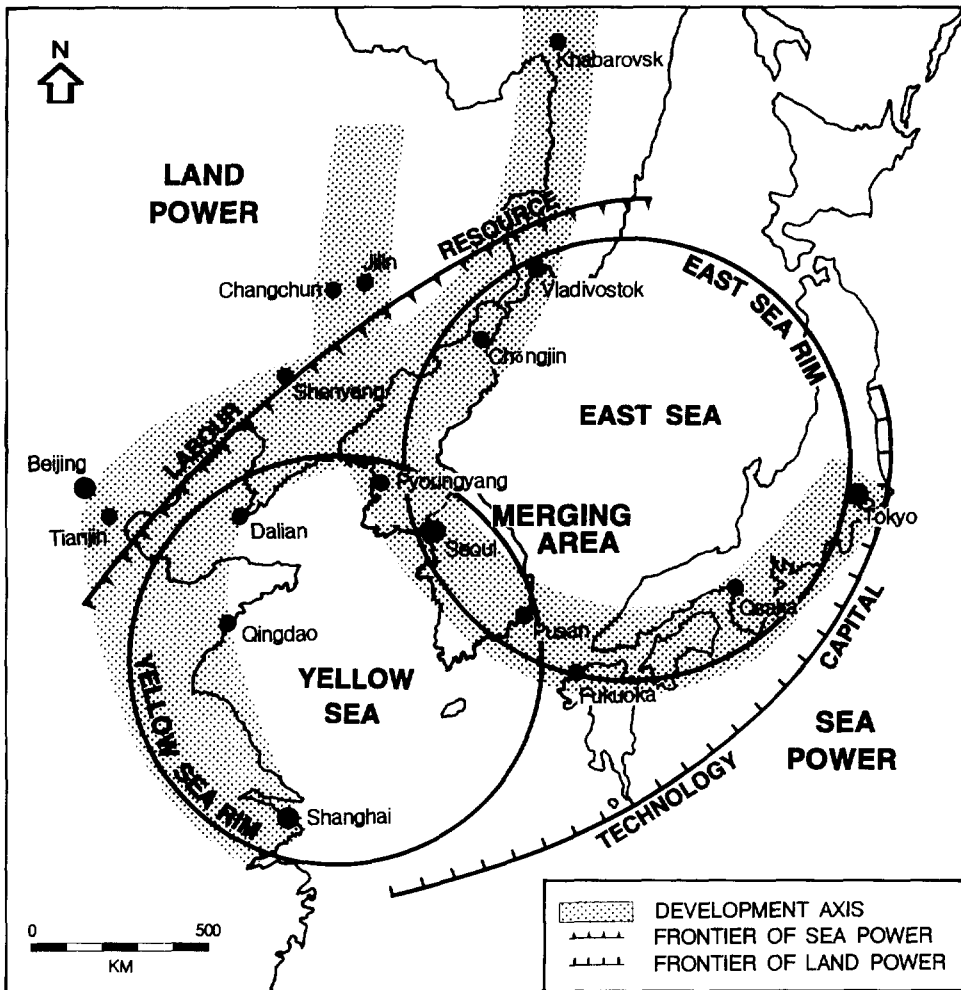 N
Khabarovsk
LAND
POWER
RESOURCE
Jilin
Changchun
Vladivostok
EAST SEA RIM
Chongjin
Shenyang
LABOUR
EAST SEA
Beijing
Pyoungyang
Tokyo
Tianjin
Dalian
MERGING
AREA
Seoul
Osaka
CAPITAL
Qingdao
Pusan
Fukuoka
YELLOW
SEA
YELLOW SEA RIM
SEA
POWER
TECHNOLOGY
Shanghai
0 500
KM
DEVELOPMENT AXIS
FRONTIER OF SEA POWER
FRONTIER OF LAND POWER